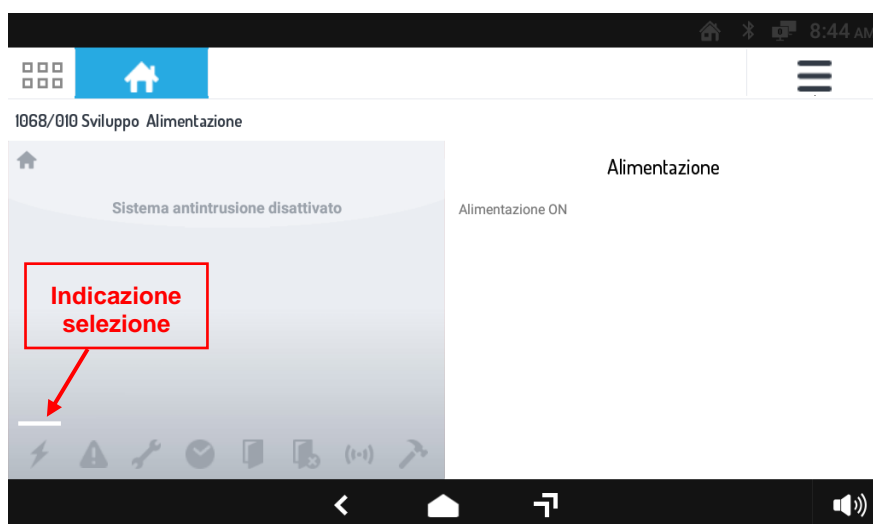 8:44 AM
1068/010 Sviluppo Alimentazione
Alimentazione
Sistema antintrusione disattivato
Alimentazione ON
Indicazione
selezione